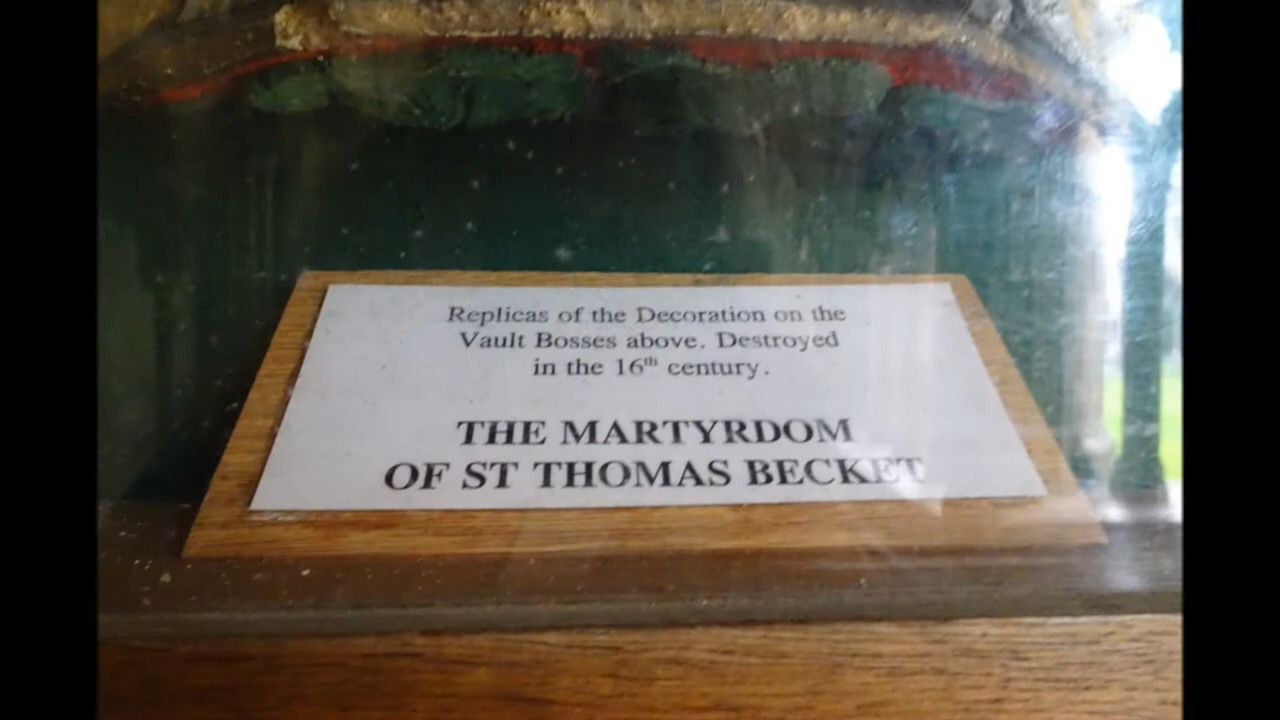 Replicas of the Decoration on the
Vault Bosses above. Destroyed
in the 16th century.
THE MARTYRDOM
OF ST THOMAS BECKET